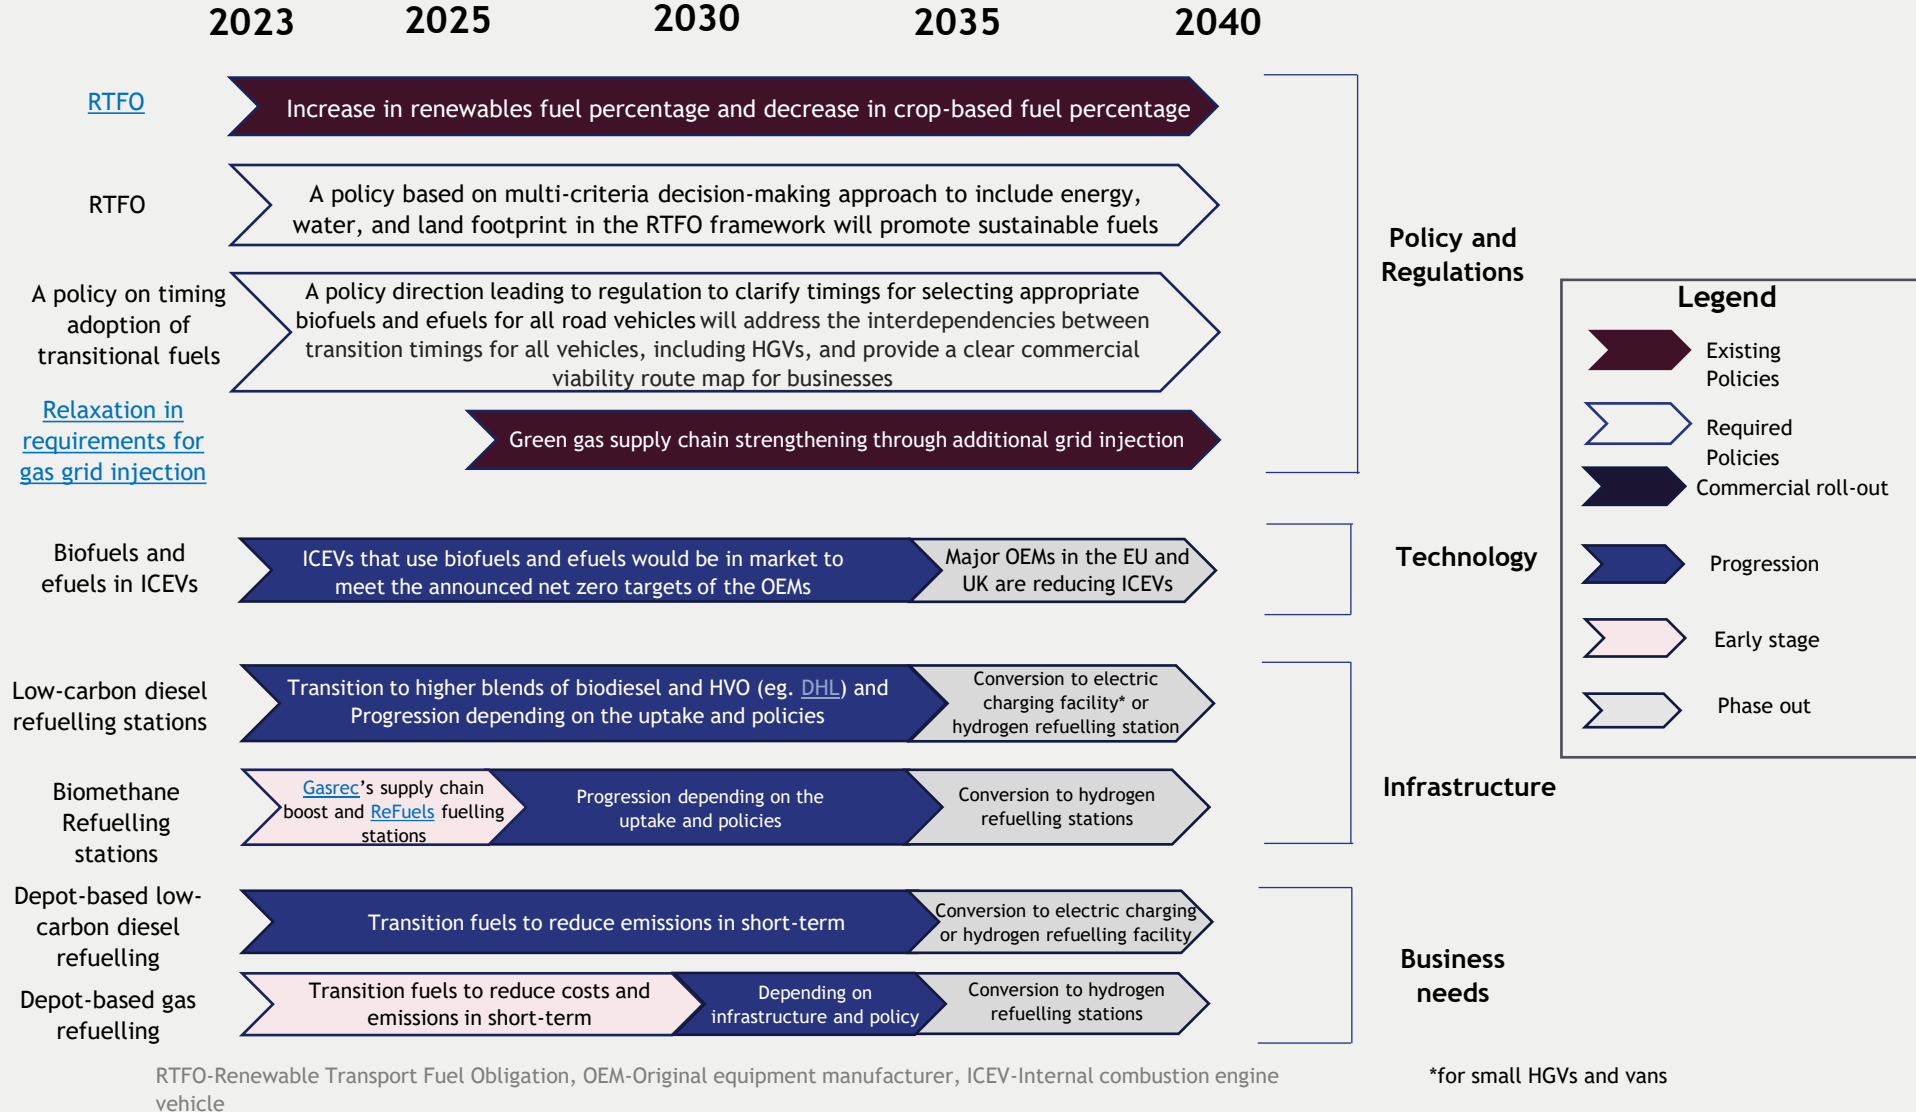 2023 2025 2030 2035 2040
RTFO
Increase in renewables fuel percentage and decrease in crop-based fuel percentage
RTFO
A policy based on multi-criteria decision-making approach to include energy,
water, and land footprint in the RTFO framework will promote sustainable fuels
A policy on timing
adoption of
transitional fuels
A policy direction leading to regulation to clarify timings for selecting appropriate
biofuels and efuels for all road vehicles will address the interdependencies between
transition timings for all vehicles, including HGVs, and provide a clear commercial
viability route map for businesses
Relaxation in
requirements for
gas grid injection
Green gas supply chain strengthening through additional grid injection
Policy and
Regulations
Biofuels and
efuels in ICEVs
ICEVs that use biofuels and efuels would be in market to
meet the announced net zero targets of the OEMs
Major OEMs in the EU and
UK are reducing ICEVs
Technology
Low-carbon diesel
refuelling stations
Transition to higher blends of biodiesel and HVO (eg. DHL) and
Progression depending on the uptake and policies
Conversion to electric
charging facility* or
hydrogen refuelling station
Biomethane
Refuelling
stations
Gasrec's supply chain
boost and ReFuels fuelling
stations
Progression depending on the
uptake and policies
Conversion to hydrogen
refuelling stations
Infrastructure
Depot-based low-
carbon diesel
refuelling
Transition fuels to reduce emissions in short-term
Conversion to electric charging
or hydrogen refuelling facility
Depot-based gas
refuelling
Transition fuels to reduce costs and
emissions in short-term
Depending on
infrastructure and policy
Conversion to hydrogen
refuelling stations
Business
needs
Legend
Existing
Policies
Required
Policies
Commercial roll-out
Progression
Early stage
Phase out
RTFO-Renewable Transport Fuel Obligation, OEM-Original equipment manufacturer, ICEV-Internal combustion engine
vehicle
*for small HGVs and vans